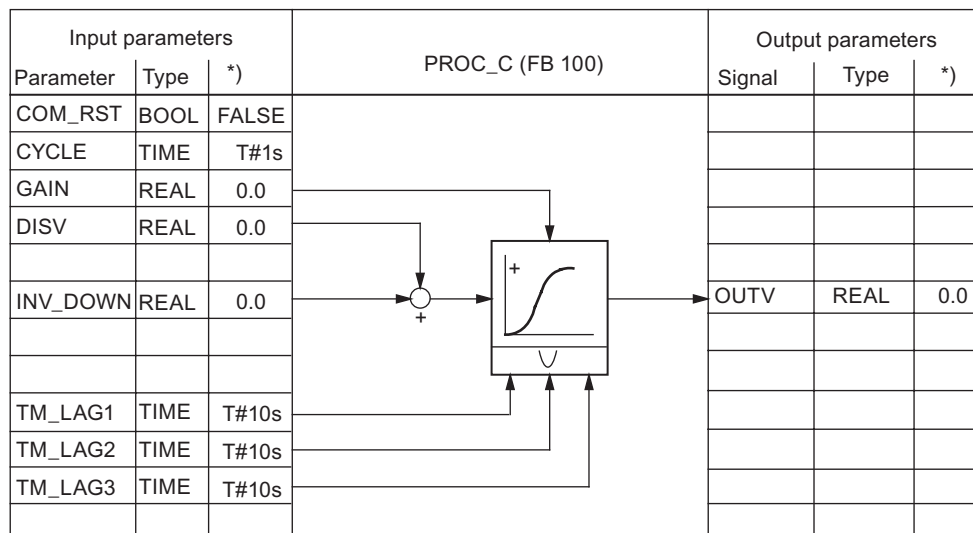 Input parameters PROC_C (FB 100) Output parameters
Parameter Type *) Signal Type *)
COM_RST BOOL FALSE
CYCLE TIME T#1s
GAIN REAL 0.0
DISV REAL 0.0
+
INV_DOWN REAL 0.0 OUTV REAL 0.0
+
TM_LAG1 TIME T#10s
TM_LAG2 TIME T#10s
TM_LAG3 TIME T#10s